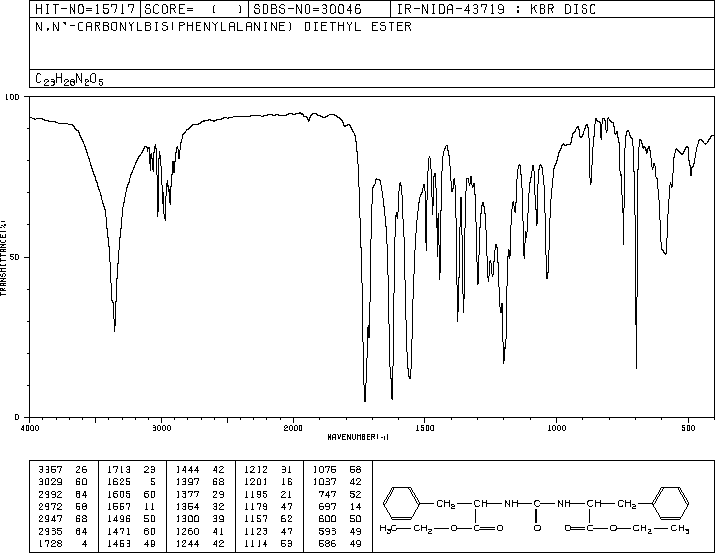 HIT-NO=15717 SCORE= ( ) SDBS-NO=30046 IR-NIDA-43719 : KBR DISC
N,N'-CARBONYLBIS(PHENYLALANINE) DIETHYL ESTER
C23H28N2O5
100
50
0
TRANSMITTANCE(%)
4000 3000 2000 1500 1000 500
WAVENUMBER(-1)
3367 26 1713 29 1444 42 1212 31 1076 58
3029 60 1625 5 1397 68 1201 16 1037 42
2992 64 1605 60 1377 29 1195 21 747 52
2972 58 1557 11 1354 32 1179 47 697 14
2947 68 1496 50 1300 39 1157 62 600 50
2935 64 1471 60 1260 41 1123 47 593 49
1728 4 1453 49 1244 42 1114 53 586 49
CH2 CH NH C NH CH CH2
H3C CH2 O C O O O C O CH2 CH3